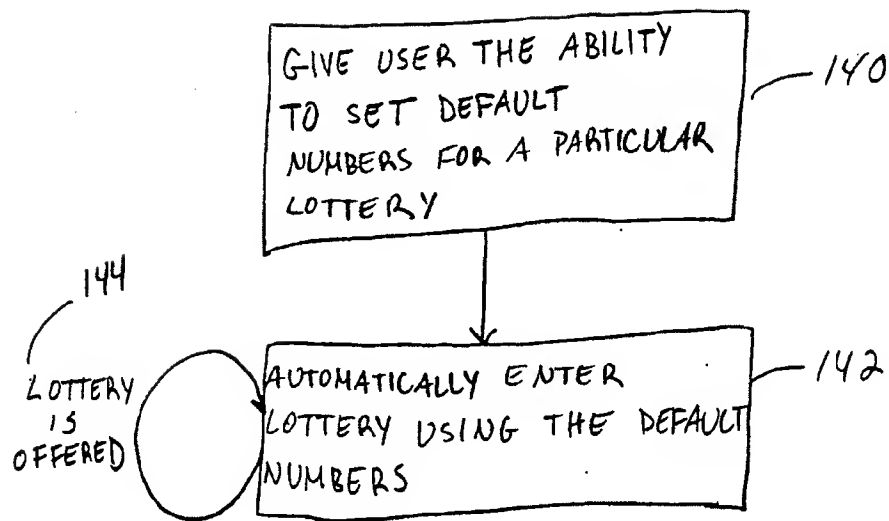 GIVE USER THE ABILITY
TO SET DEFAULT
NUMBERS FOR A PARTICULAR
LOTTERY
140
144
LOTTERY
IS
OFFERED
AUTOMATICALLY ENTER
LOTTERY USING THE DEFAULT
NUMBERS
142